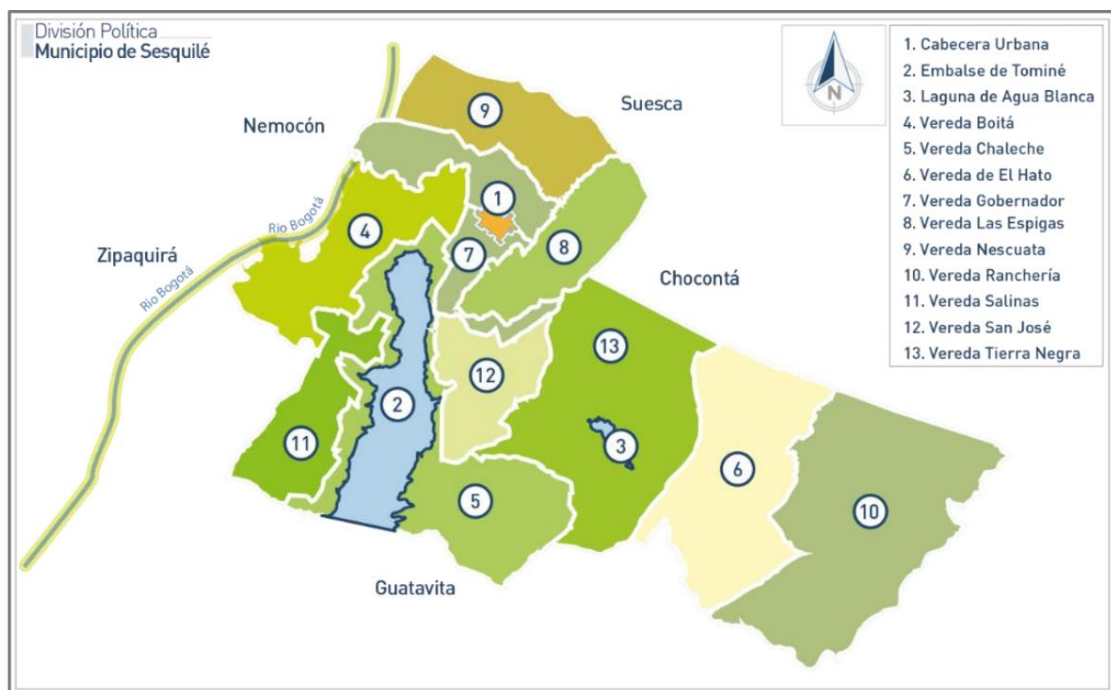 División Política
Municipio de Sesquilé
N
1. Cabecera Urbana
2. Embalse de Tominé
3. Laguna de Agua Blanca
4. Vereda Boitá
5. Vereda Chaleche
6. Vereda de El Hato
7. Vereda Gobernador
8. Vereda Las Espigas
9. Vereda Nescuata
10. Vereda Ranchería
11. Vereda Salinas
12. Vereda San José
13. Vereda Tierra Negra
Suesca
Nemocón
9
1
Rio Bogotá
4
8
7
Zipaquirá
Rio Bogotá
Chocontá
13
12
2
11
3
6
5
10
Guatavita